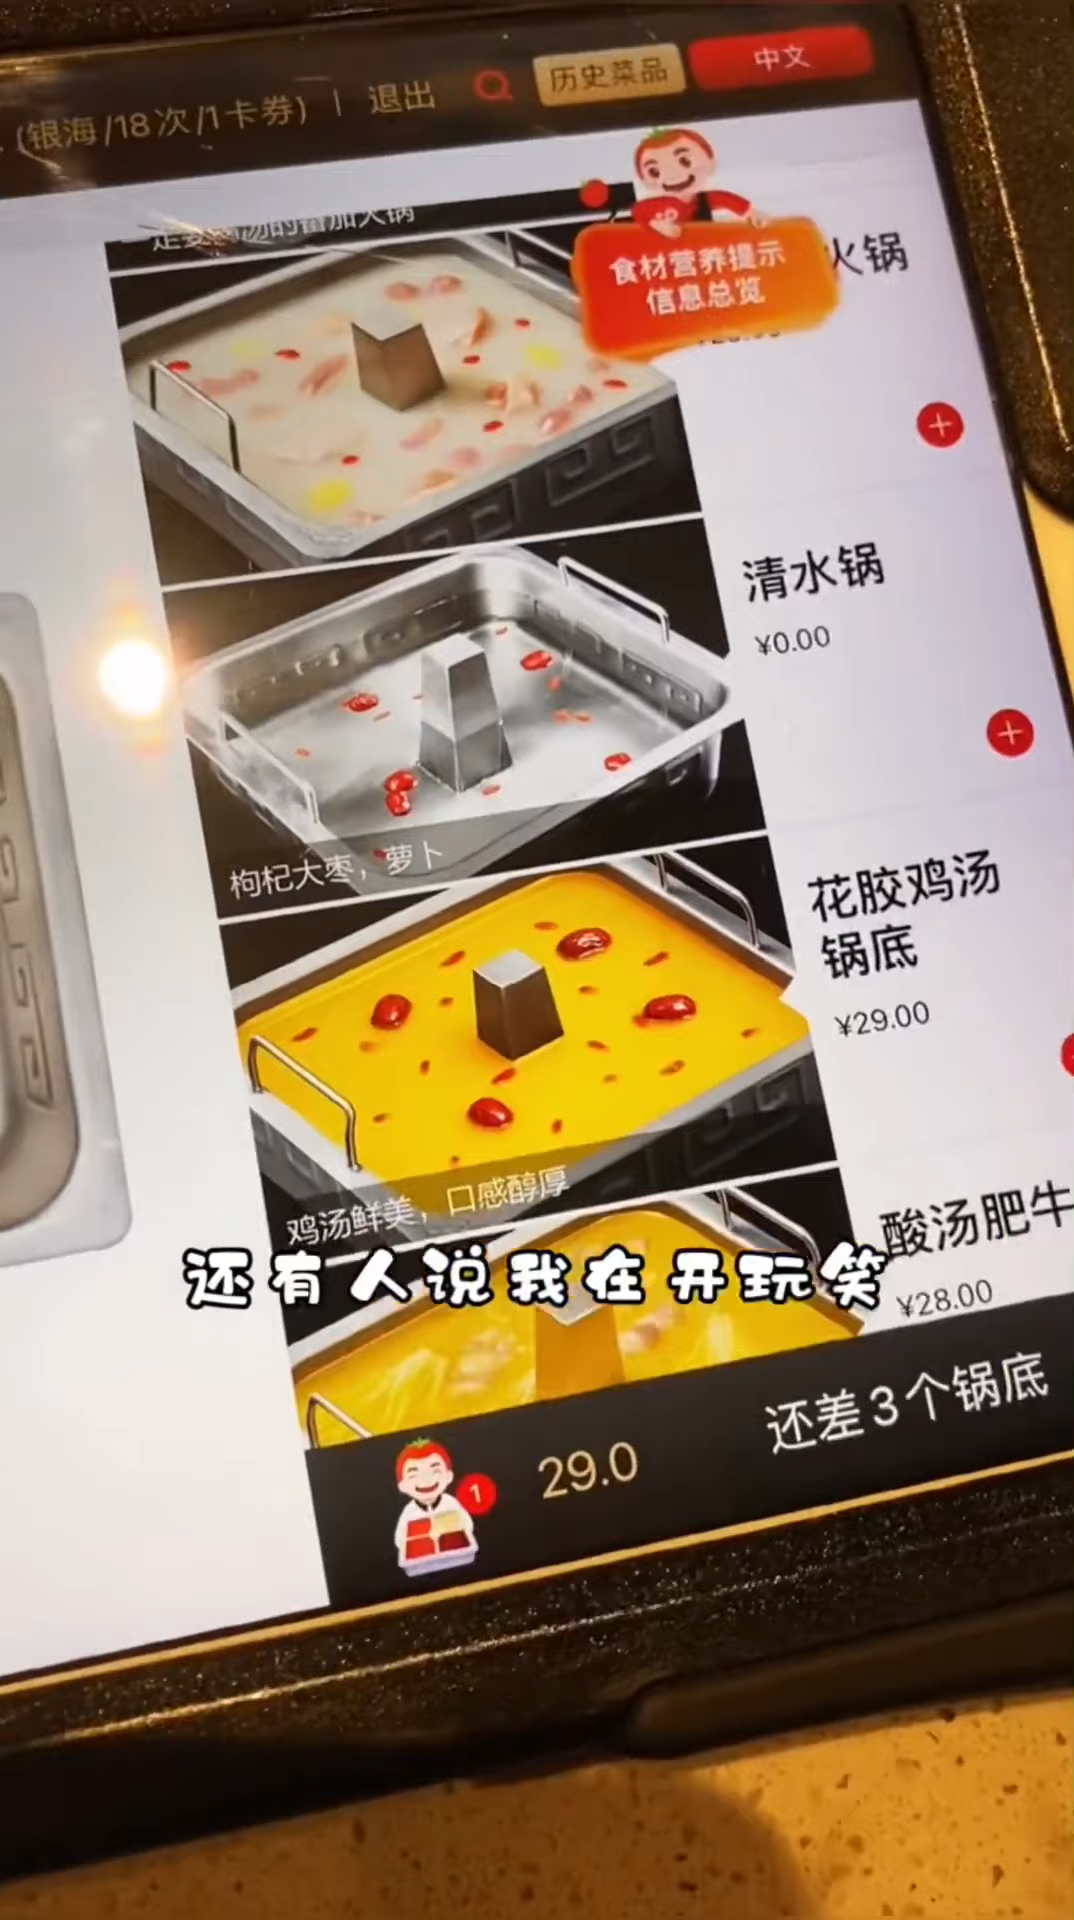 (银海/18次/1卡券) | 退出
历史菜品
中文
食材营养提示
信息总览
火锅
清水锅
¥0.00
枸杞大枣，萝卜
花胶鸡汤
锅底
¥29.00
鸡汤鲜美，口感醇厚
还有人说我在开玩笑
酸汤肥牛
¥28.00
1
29.0
还差3个锅底